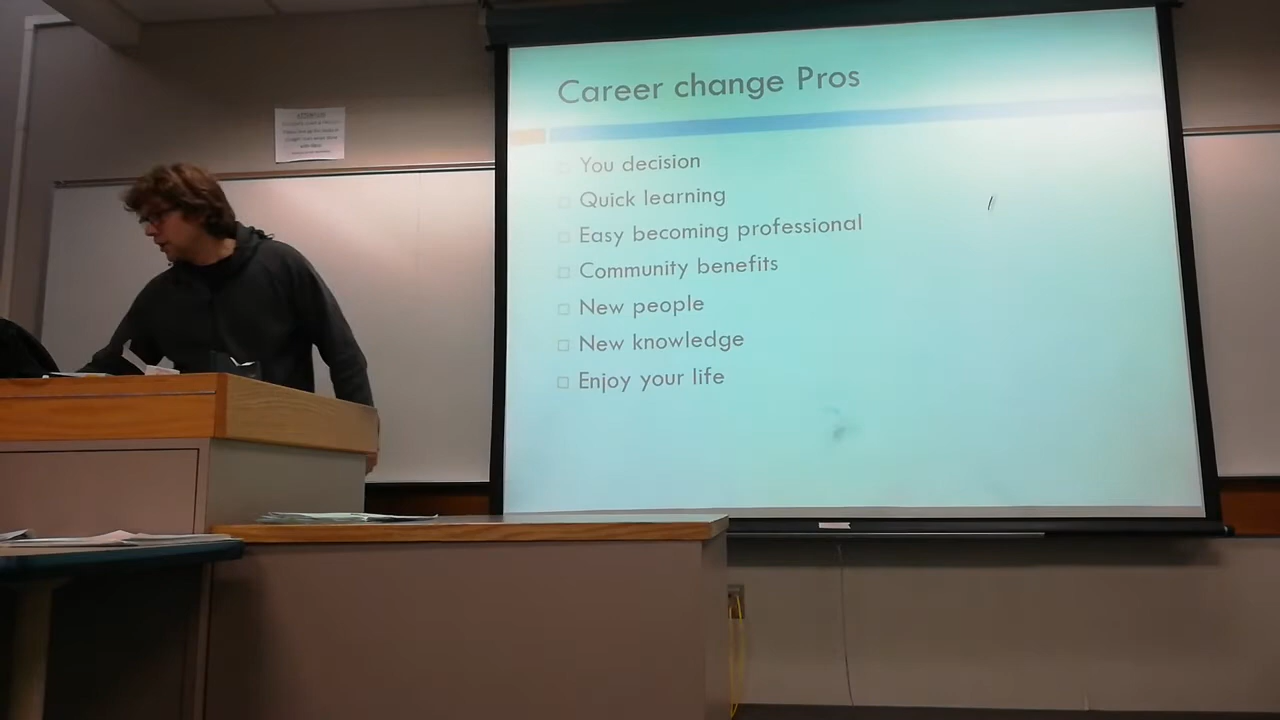 Career change Pros
You decision
Quick learning
Easy becoming professional
Community benefits
New people
New knowledge
Enjoy your life